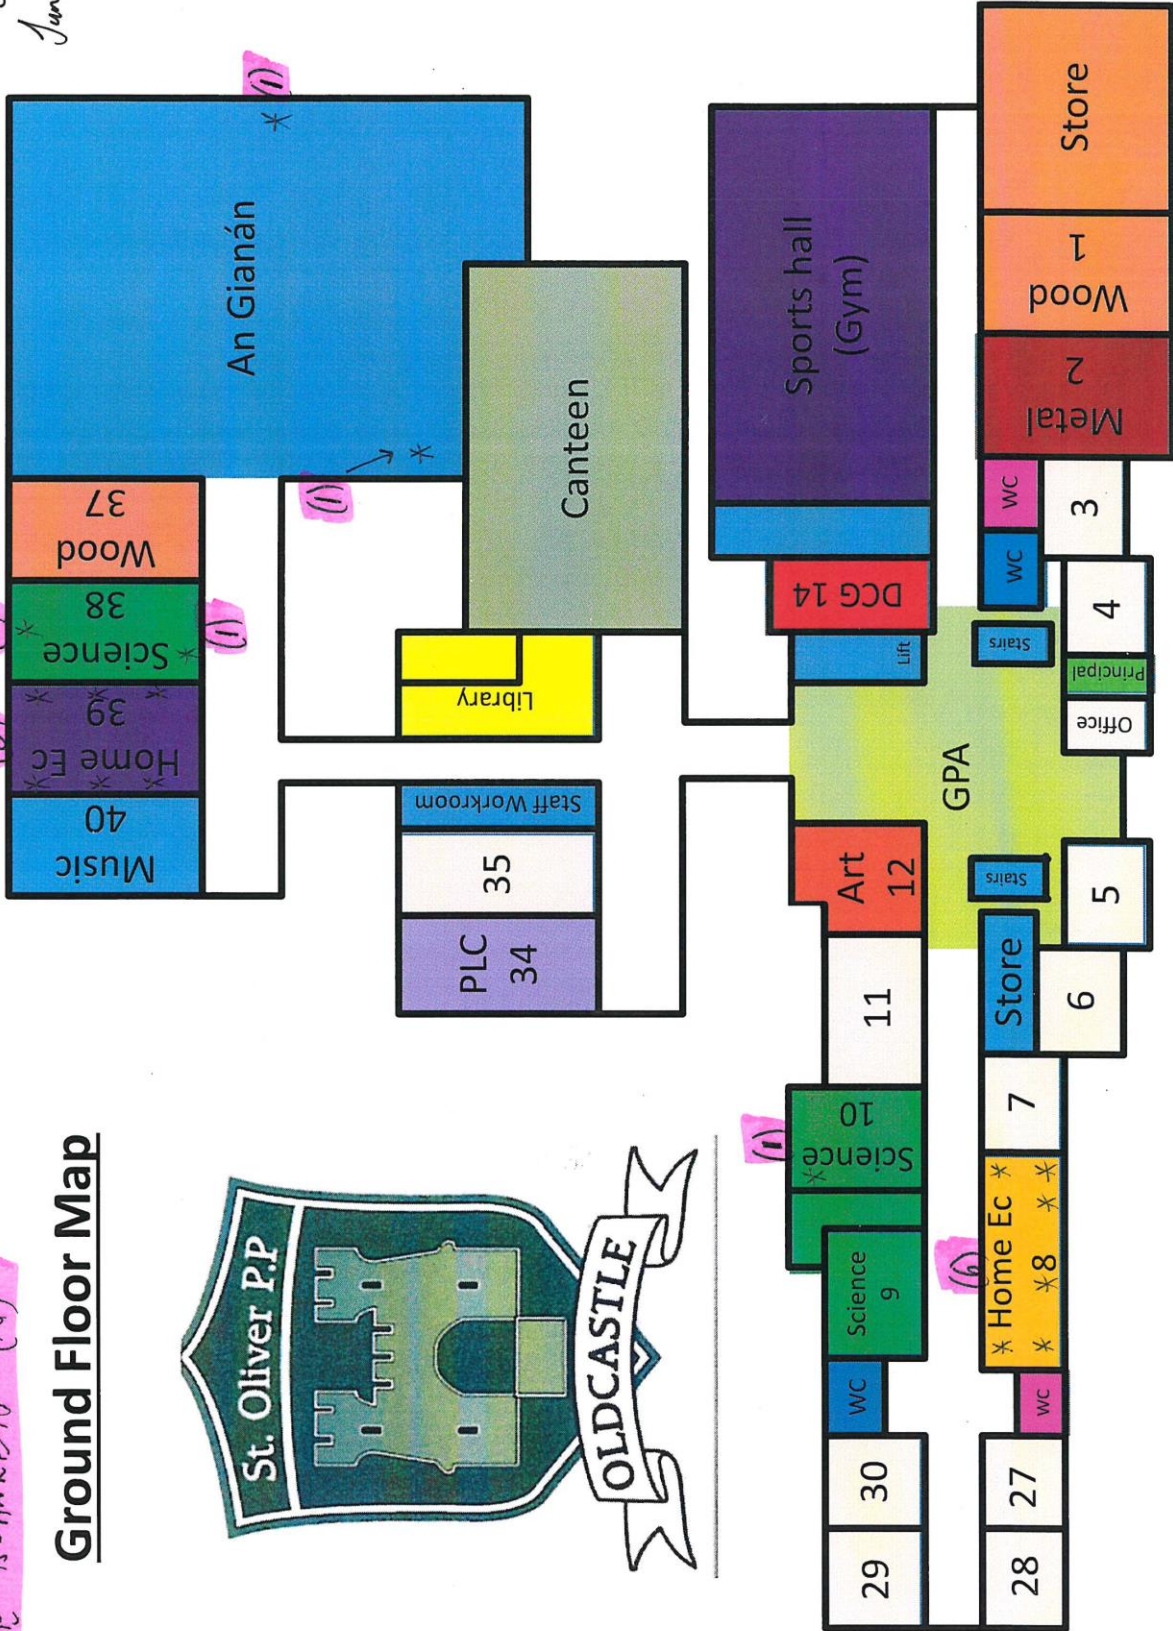 Ground Floor Map
St. Oliver P.P
OLDCASTLE
Music
40
Home Ec
39
Science
38
Wood
37
(1)
An Gianán
(1)
(1)
PLC
34
35
Staff Workroom
Library
Canteen
Science
9
Science
10
(1)
11
Art
12
Lift
DCG 14
Sports hall
(Gym)
29
30
WC
GPA
28
27
WC
Home Ec
8
(6)
7
Store
6
Stairs
5
Office
Principal
4
Stairs
WC
WC
3
Metal
2
Wood
1
Store